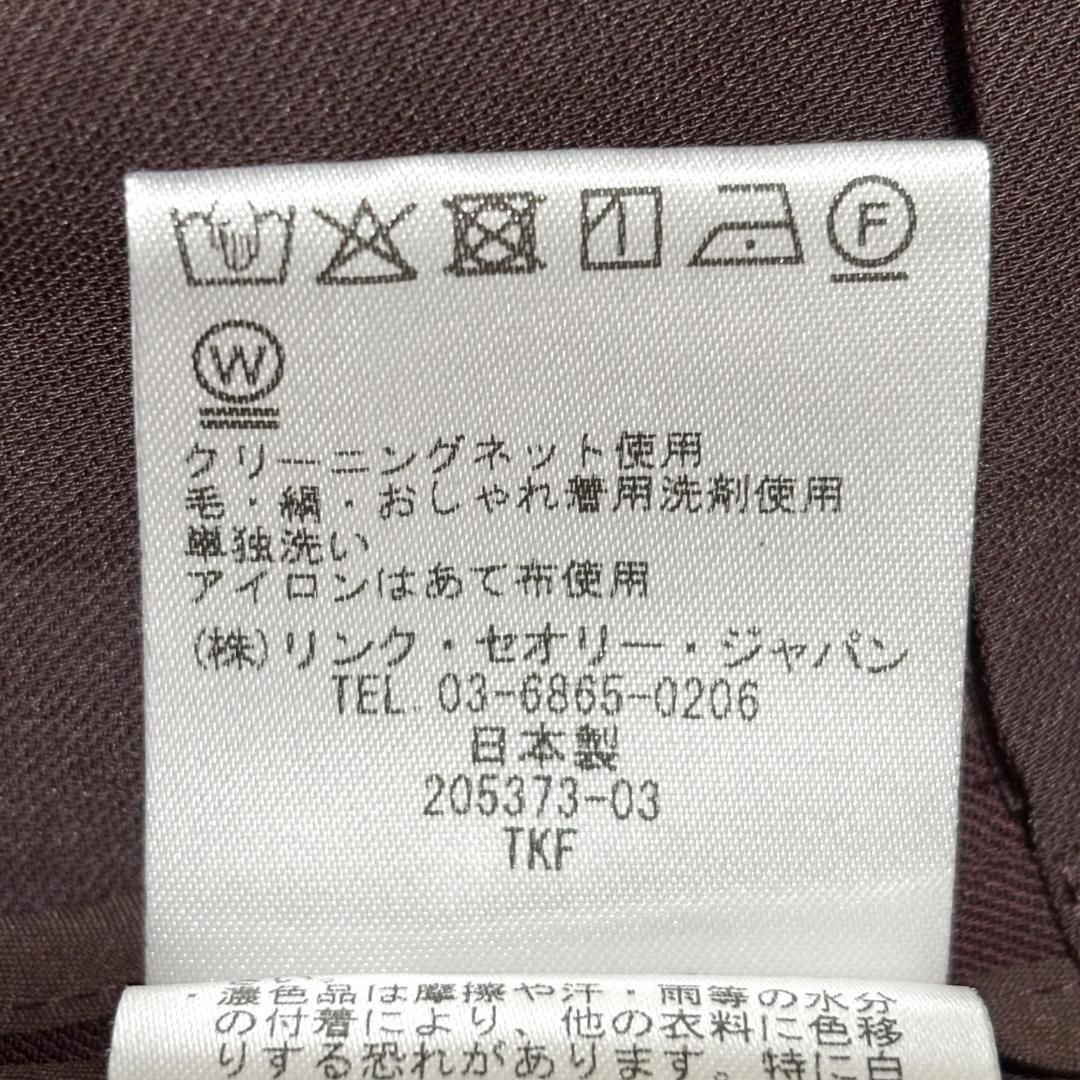 F
W
クリーニングネット使用
毛・絹・おしゃれ着用洗剤使用
単独洗い
アイロンはあて布使用
(株)リンク・セオリー・ジャパン
TEL. 03-6865-0206
日本製
205373-03
TKF
・濃色品は摩擦や汗・雨等の水分
の付着により、他の衣料に色移
りする恐れがあります。特に白